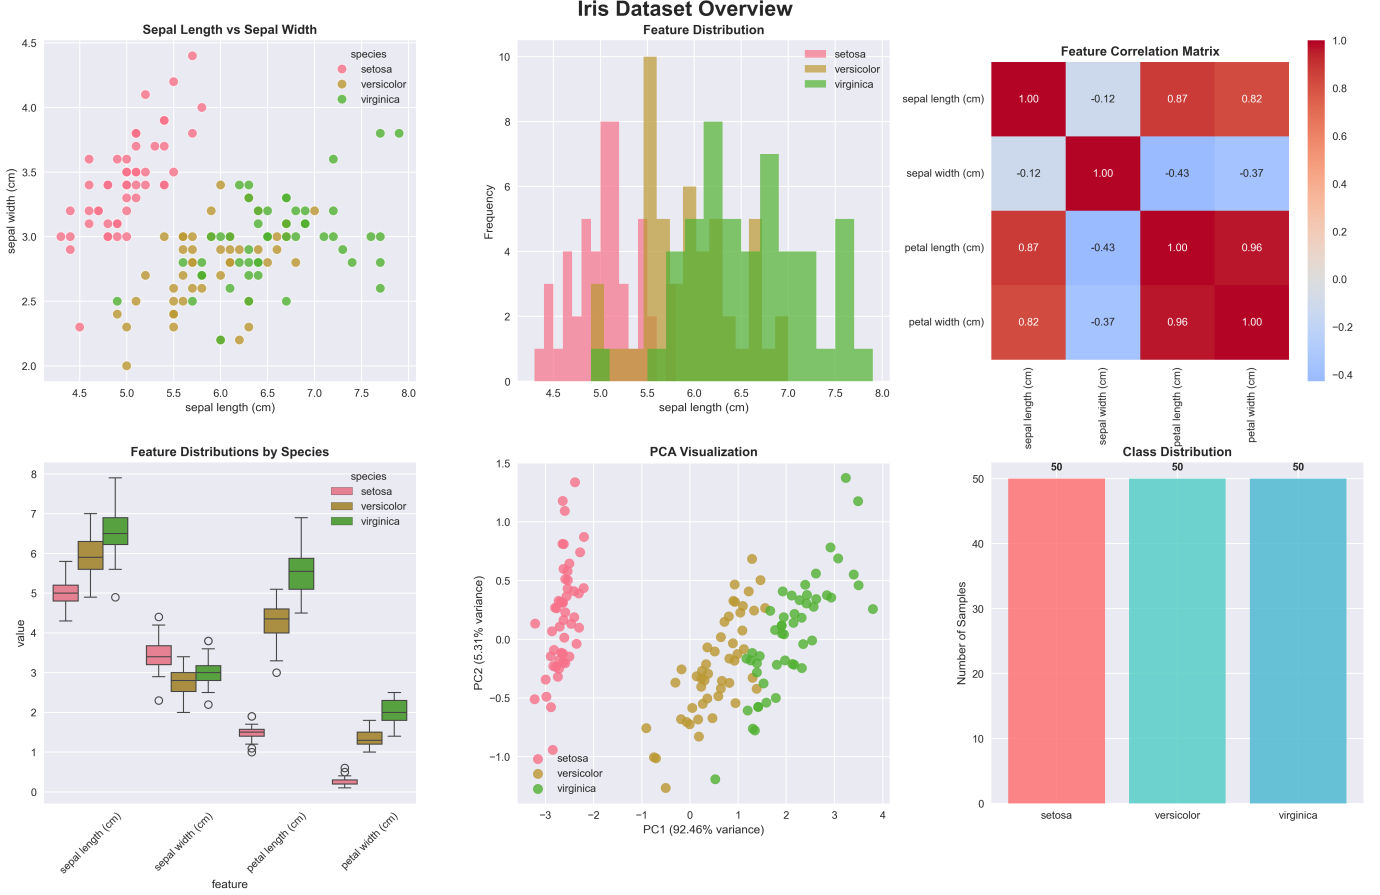 Iris Dataset Overview
Sepal Length vs Sepal Width
4.5
4.0
3.5
3.0
2.5
2.0
sepal width (cm)
species
setosa
versicolor
virginica
4.5 5.0 5.5 6.0 6.5 7.0 7.5 8.0
sepal length (cm)
Feature Distribution
10
8
6
4
2
0
Frequency
setosa
versicolor
virginica
4.5 5.0 5.5 6.0 6.5 7.0 7.5 8.0
sepal length (cm)
Feature Correlation Matrix
sepal length (cm) 1.00 -0.12 0.87 0.82
sepal width (cm) -0.12 1.00 -0.43 -0.37
petal length (cm) 0.87 -0.43 1.00 0.96
petal width (cm) 0.82 -0.37 0.96 1.00
sepal length (cm)
sepal width (cm)
petal length (cm)
petal width (cm)
1.0
0.8
0.6
0.4
0.2
0.0
−0.2
−0.4
Feature Distributions by Species
8
7
6
5
4
3
2
1
0
value
species
setosa
versicolor
virginica
sepal length (cm)
sepal width (cm)
petal length (cm)
petal width (cm)
feature
PCA Visualization
1.5
1.0
0.5
0.0
−0.5
−1.0
PC2 (5.31% variance)
setosa
versicolor
virginica
−3 −2 −1 0 1 2 3 4
PC1 (92.46% variance)
Class Distribution
50 50 50
50
40
30
20
10
0
Number of Samples
setosa versicolor virginica